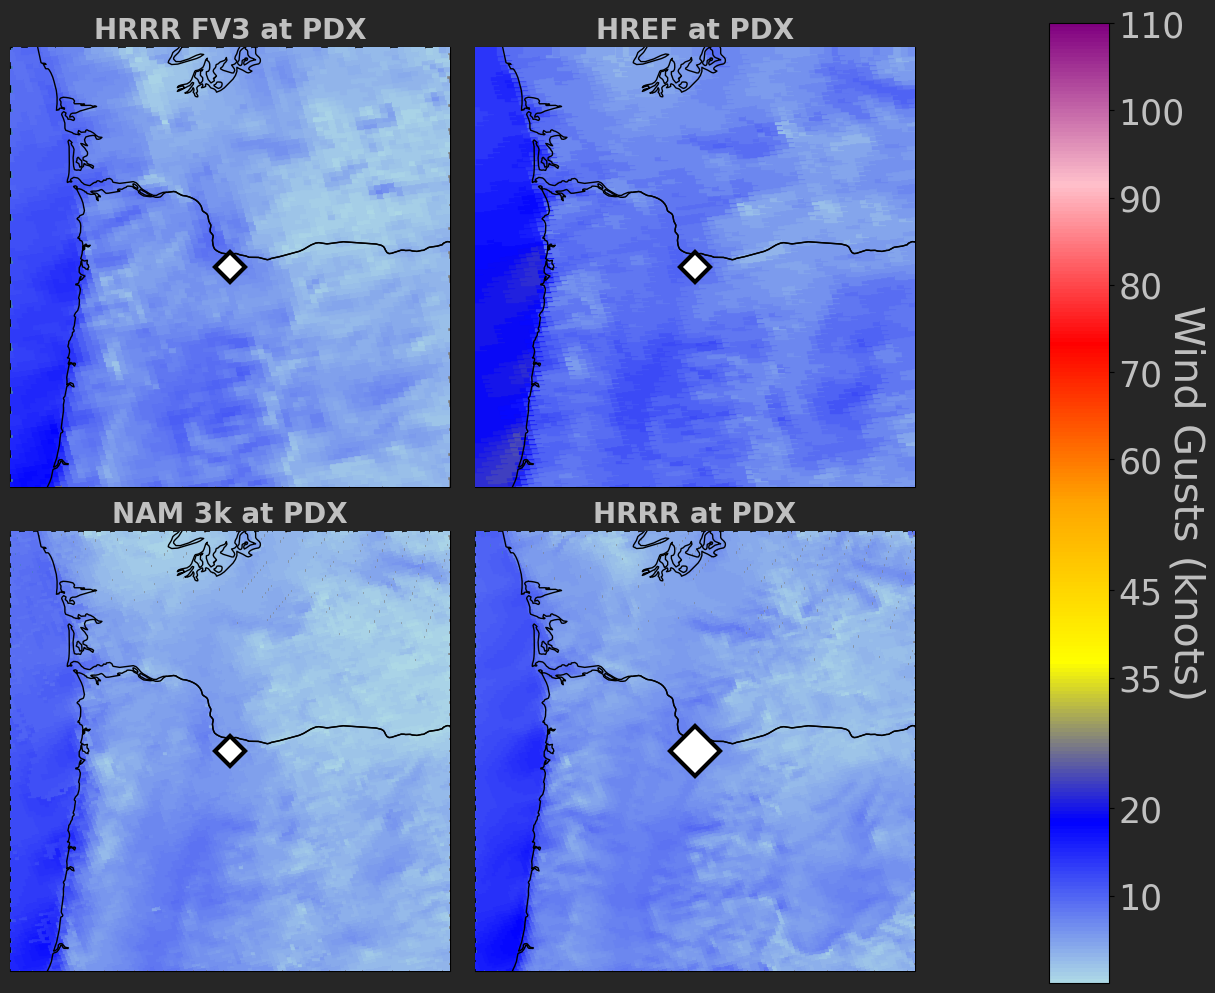 HRRR FV3 at PDX
HREF at PDX
NAM 3k at PDX
HRRR at PDX
110
100
90
80
70
60
45
35
20
10
Wind Gusts (knots)